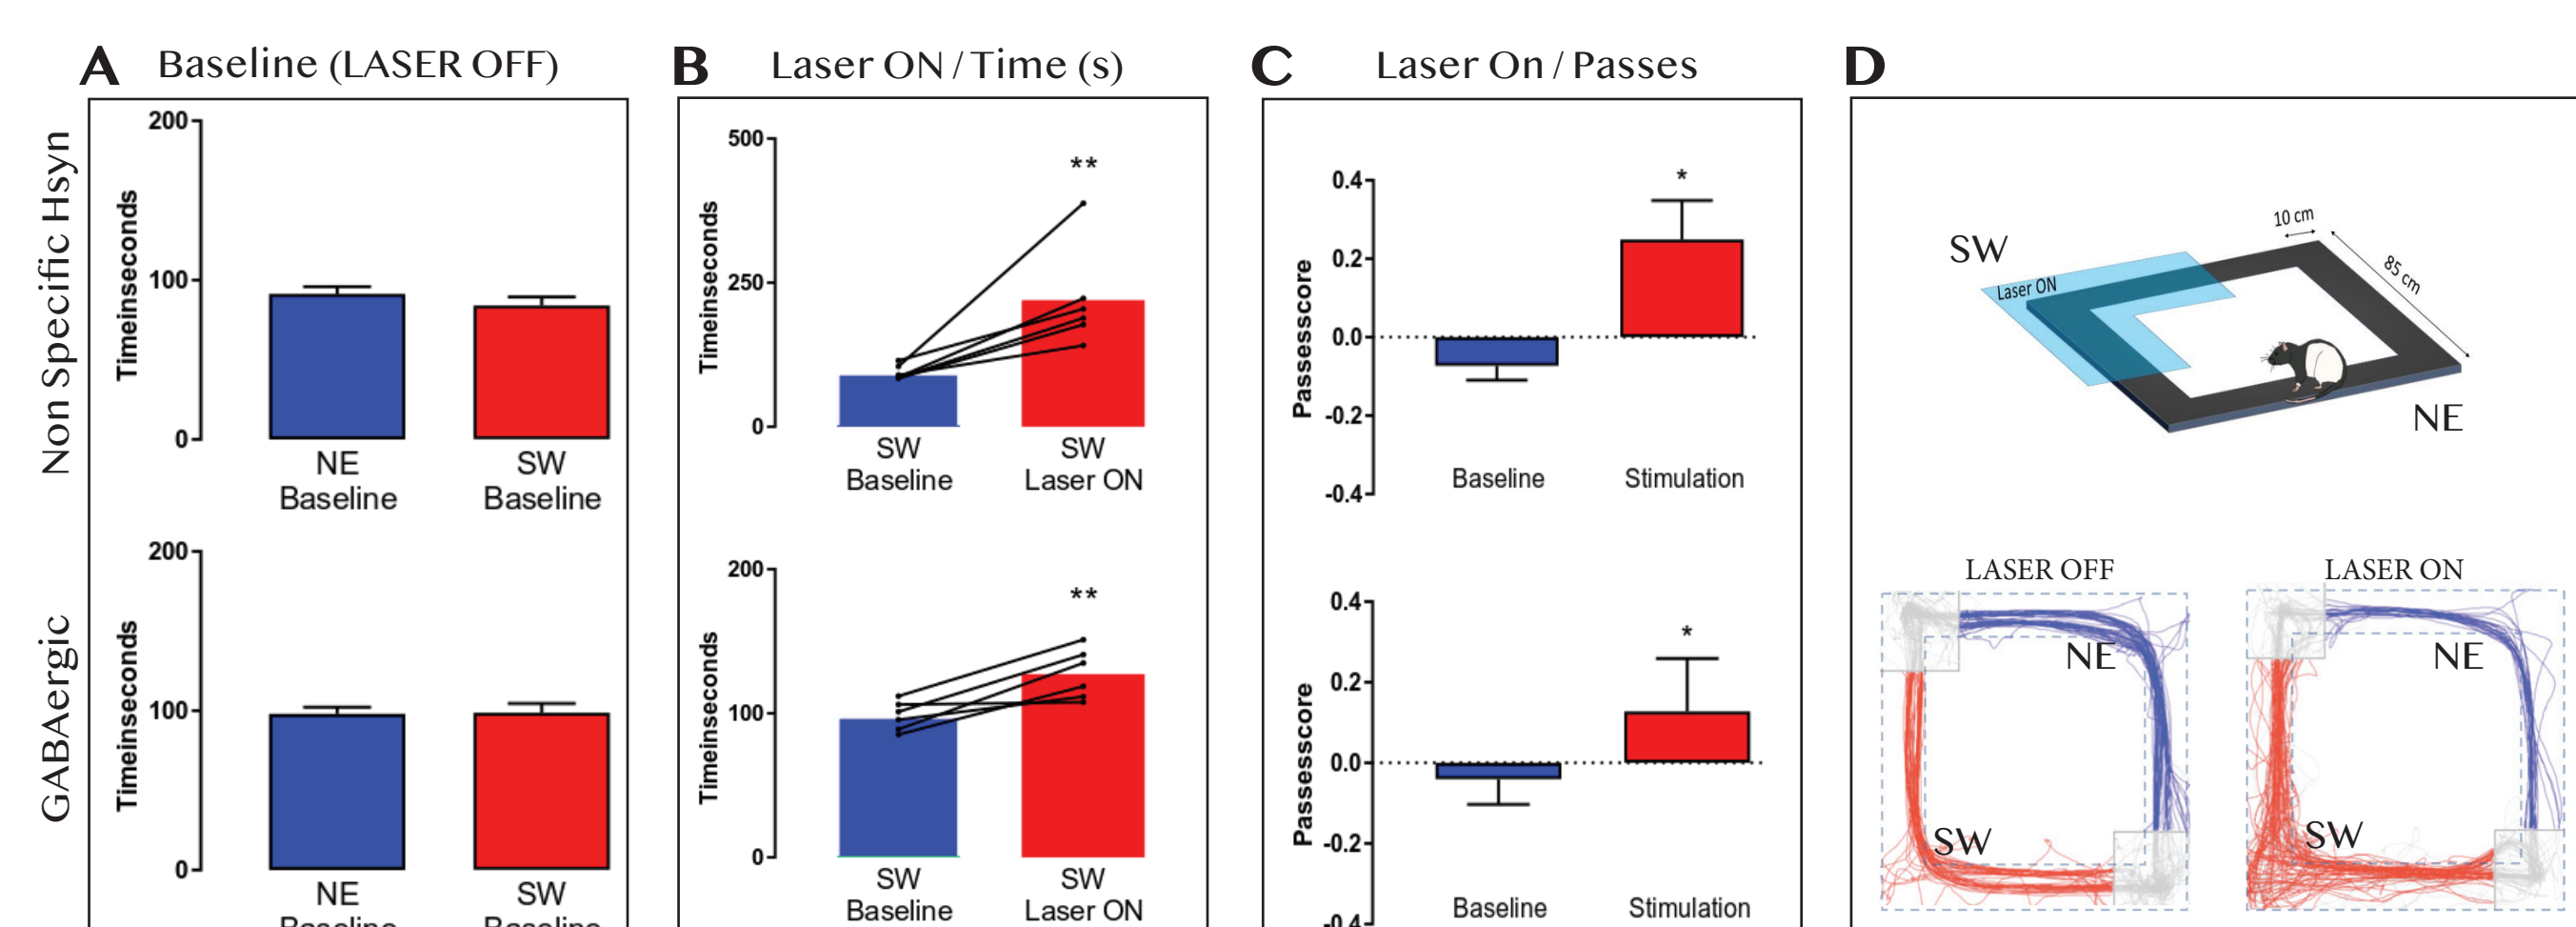 A Baseline (LASER OFF)
B Laser ON / Time (s)
C Laser On / Passes
D
Non Specific Hsyn
Timeinseconds
200
100
0
NE
Baseline
SW
Baseline
Timeinseconds
500
250
0
**
SW
Baseline
SW
Laser ON
Passesscore
0.4
0.2
0.0
-0.2
-0.4
*
Baseline
Stimulation
SW
Laser ON
10 cm
85 cm
NE
GABAergic
Timeinseconds
200
100
0
NE
Baseline
SW
Baseline
Timeinseconds
200
100
0
**
SW
Baseline
SW
Laser ON
Passesscore
0.4
0.2
0.0
-0.2
-0.4
*
Baseline
Stimulation
LASER OFF
NE
SW
LASER ON
NE
SW